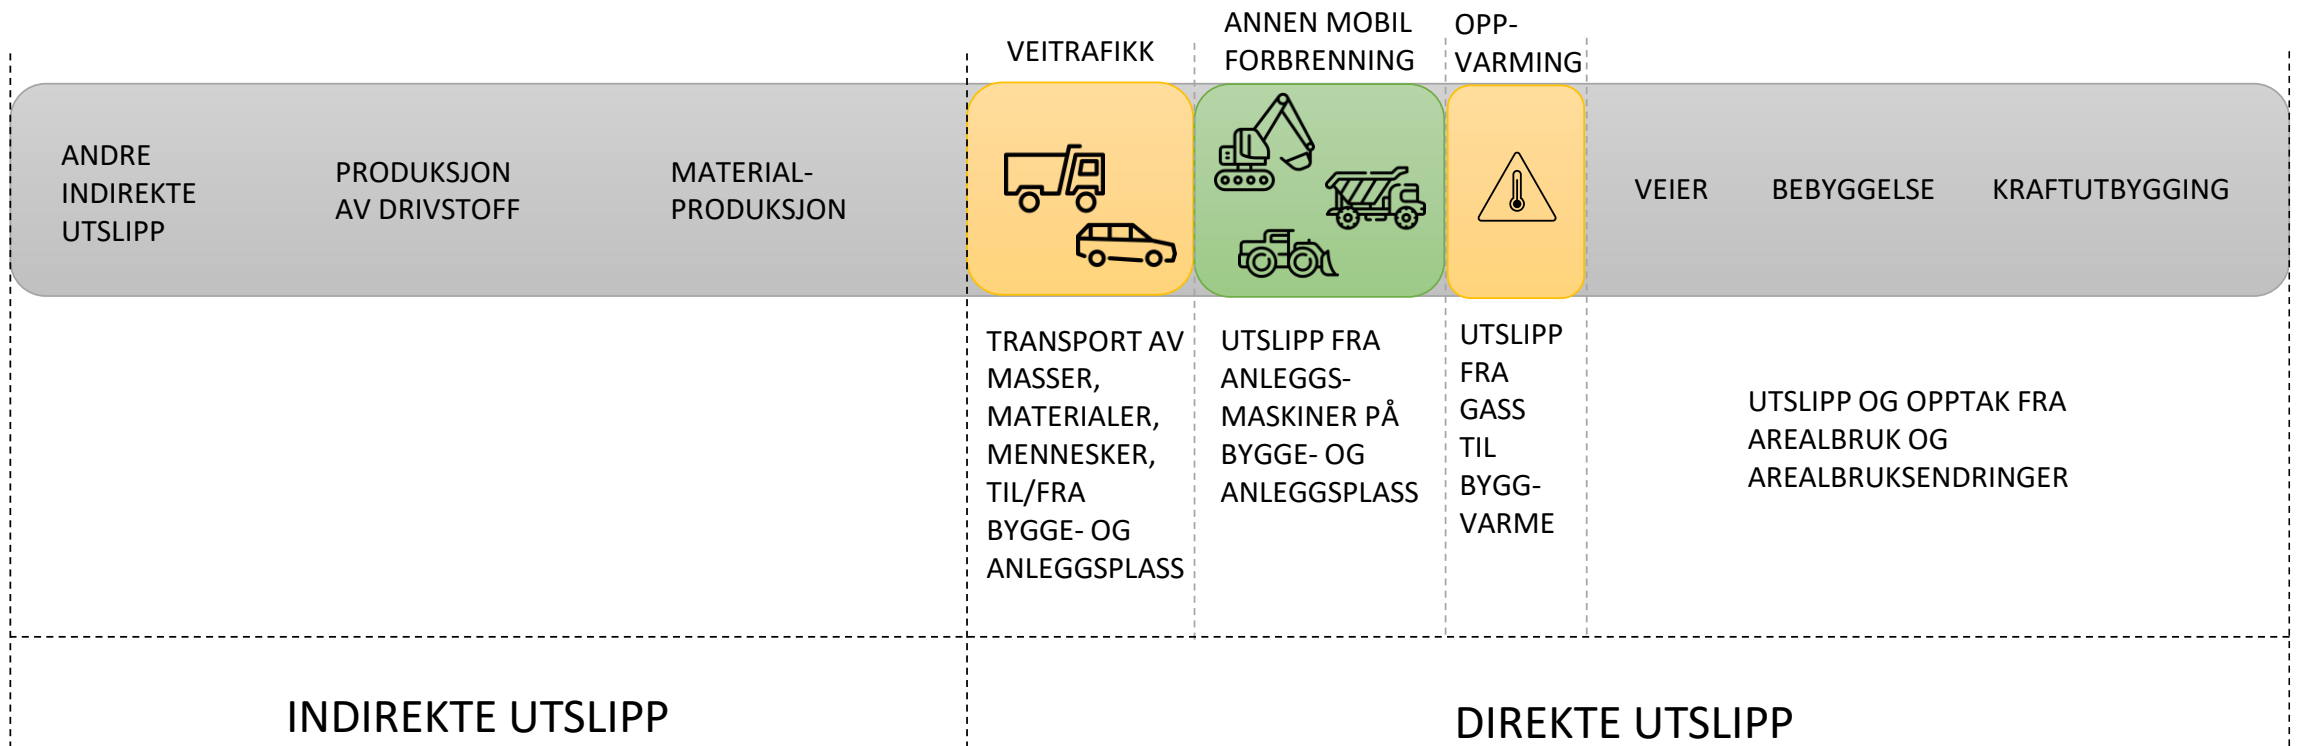 VEITRAFIKK
ANNEN MOBIL
FORBRENNING
OPP-
VARMING
ANDRE
INDIREKTE
UTSLIPP
PRODUKSJON
AV DRIVSTOFF
MATERIAL-
PRODUKSJON
VEIER
BEBYGGELSE
KRAFTUTBYGGING
TRANSPORT AV
MASSER,
MATERIALER,
MENNESKER,
TIL/FRA
BYGGE- OG
ANLEGGSPLASS
UTSLIPP FRA
ANLEGGS-
MASKINER PÅ
BYGGE- OG
ANLEGGSPLASS
UTSLIPP
FRA
GASS
TIL
BYGG-
VARME
UTSLIPP OG OPPTAK FRA
AREALBRUK OG
AREALBRUKSENDRINGER
INDIREKTE UTSLIPP
DIREKTE UTSLIPP